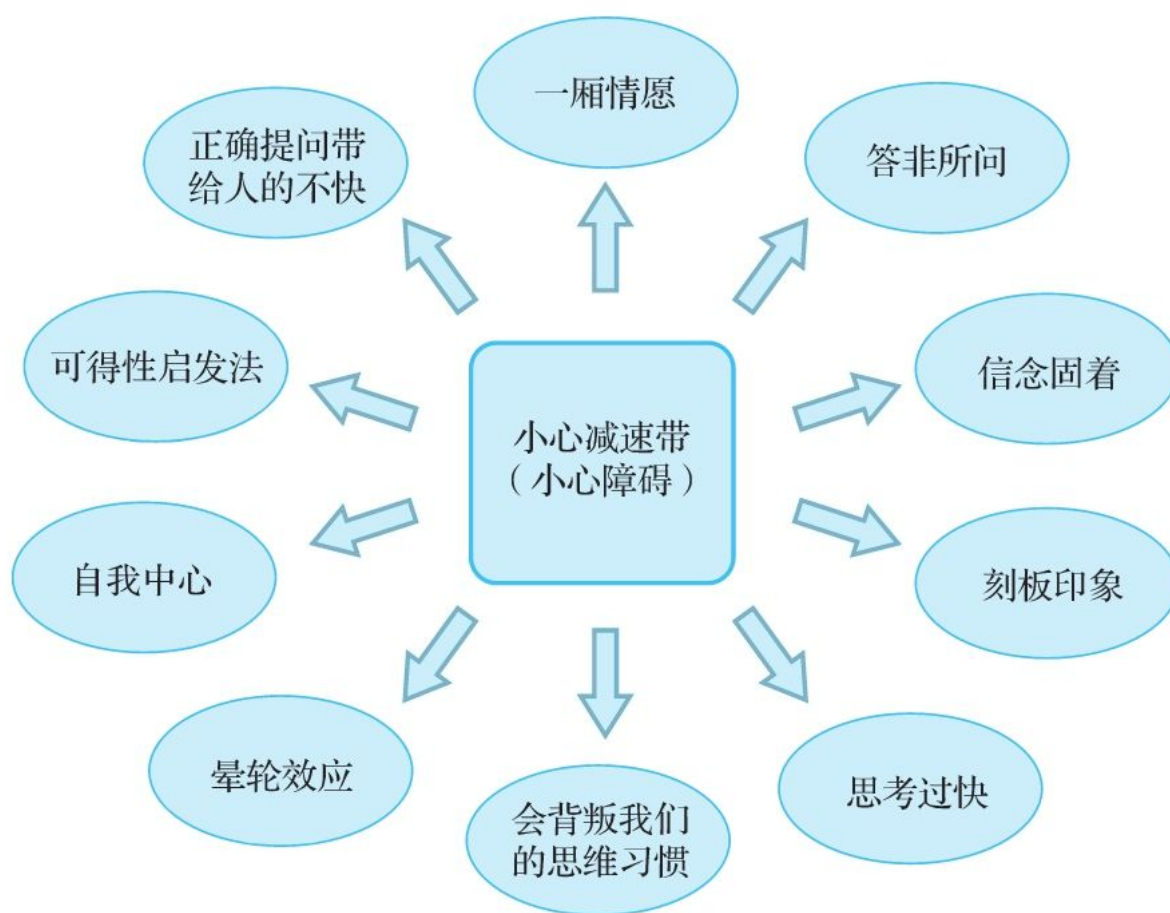 一厢情愿
正确提问带
给人的不快
答非所问
可得性启发法
信念固着
小心减速带
（小心障碍）
自我中心
刻板印象
晕轮效应
思考过快
会背叛我们
的思维习惯